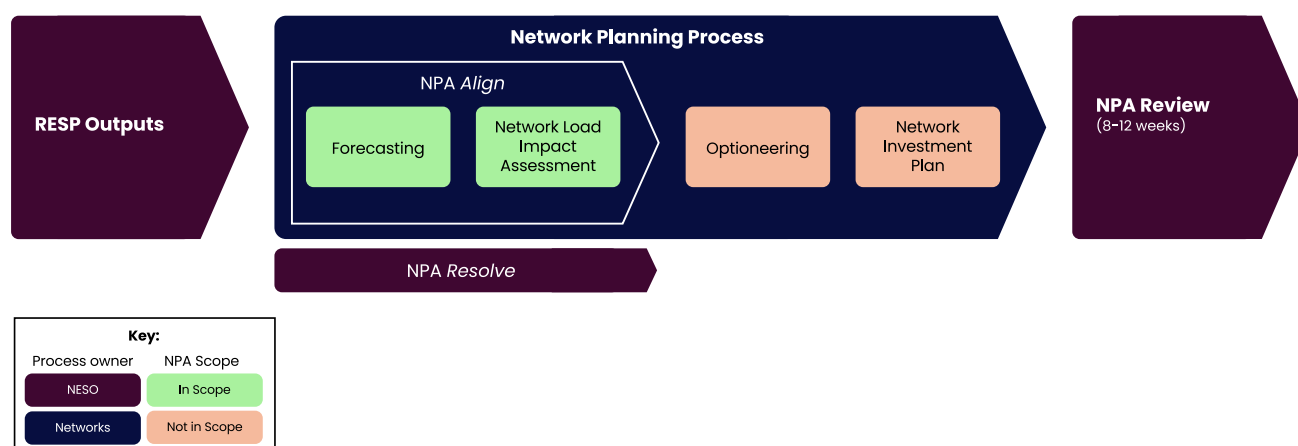 RESP Outputs
Network Planning Process
NPA Align
Forecasting
Network Load
Impact
Assessment
Optioneering
Network
Investment
Plan
NPA Resolve
NPA Review
(8-12 weeks)
Key:
Process owner
NPA Scope
NESO
In Scope
Networks
Not in Scope